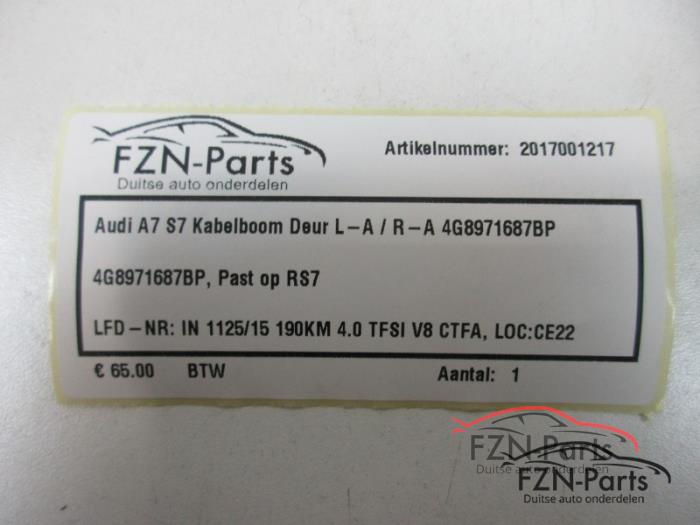 FZN-Parts
Duitse auto onderdelen
Artikelnummer: 2017001217
Audi A7 S7 Kabelboom Deur L-A / R-A 4G8971687BP
4G8971687BP, Past op RS7
LFD-NR: IN 1125/15 190KM 4.0 TFSI V8 CTFA, LOC:CE22
€ 65.00 BTW Aantal: 1
FZN-Parts
Duitse auto onderdelen
FZN-Parts
Duitse auto onderdelen